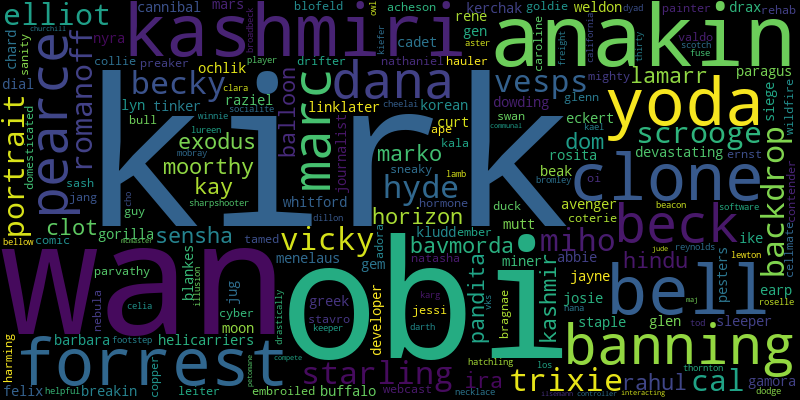 elliot
cannibal
mars
blofeld
acheson
owl
kerchak
goldie
weldon
dyad
painter
rehab
kashmiri
anakin
drax
nyra
broadbeck
player
kiefer
rene
gen
aster
caroline
freight
california
thirty
valdo
scotch
fuse
chard
sanity
collie
preaker
drifter
nathaniel
cadet
hauler
churchill
pearce
romanoff
ochlik
becky
clara
dana
cheelai
vesps
mighty
lamarr
paragus
wildfire
dial
lyn
tinker
raziel
balloon
linklater
korean
dowding
glenn
yoda
siege
portrait
domesticated
bull
winnie
socialite
marc
journalist
curt
ape
swan
communal
eckert
kael
scrooge
contender
kirk
lureen
exodus
mobray
moorthy
marko
kala
dom
devastating
sash
jang
cho
kay
sharpshooter
sneaky
lamb
beak
rosita
ernst
backdrop
guy
whitford
hyde
hormone
bromley
clone
oi
cellmate
clot
gorilla
dillon
horizon
duck
mutt
avenger
coterie
beacon
software
bellow
comic
mcmaster
sensha
tamed
vicky
adora
kluddember
bavmorda
miho
beck
jude
reynolds
ike
wan
parvathy
blankes
illusion
menelaus
gem
natasha
pandita
miner
kashmir
abbie
hindu
lewton
pesters
nebula
celia
jug
greek
stavro
developer
karg
jessi
vks
bragnae
jayne
josie
nana
bell
maj
earp
roselle
cyber
moon
keeper
drastically
darth
obi
staple
glen
tod
sleeper
barbara
footstep
helicarriers
compete
hatchling
los
banning
harming
forrest
copper
petomane
starling
ira
trixie
rahul
thornton
cal
gamora
felix
helpful
breakin
leiter
embroiled
buffalo
webcast
necklace
illmann
controller
interacting
dodge